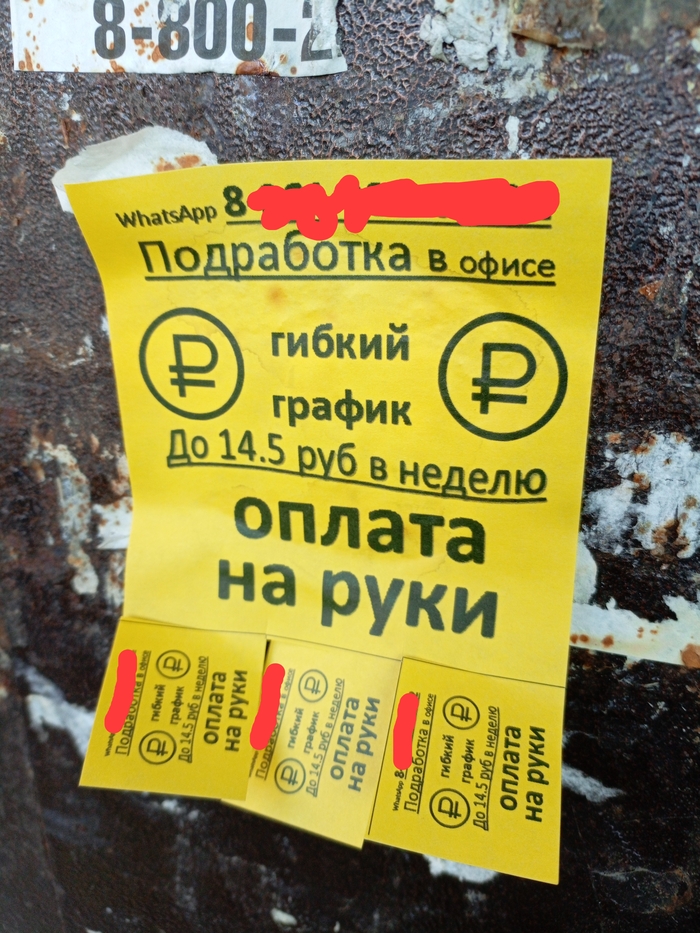 8-800-2
WhatsApp 8
Подработка в офисе
гибкий
график
До 14.5 руб в неделю
оплата
на руки
Подработка в офисе
гибкий
график
До 14.5 руб в неделю
оплата
на руки
Подработка в офисе
гибкий
график
До 14.5 руб в неделю
оплата
на руки
WhatsApp 8
Подработка в офисе
гибкий
график
До 14.5 руб в неделю
оплата
на руки